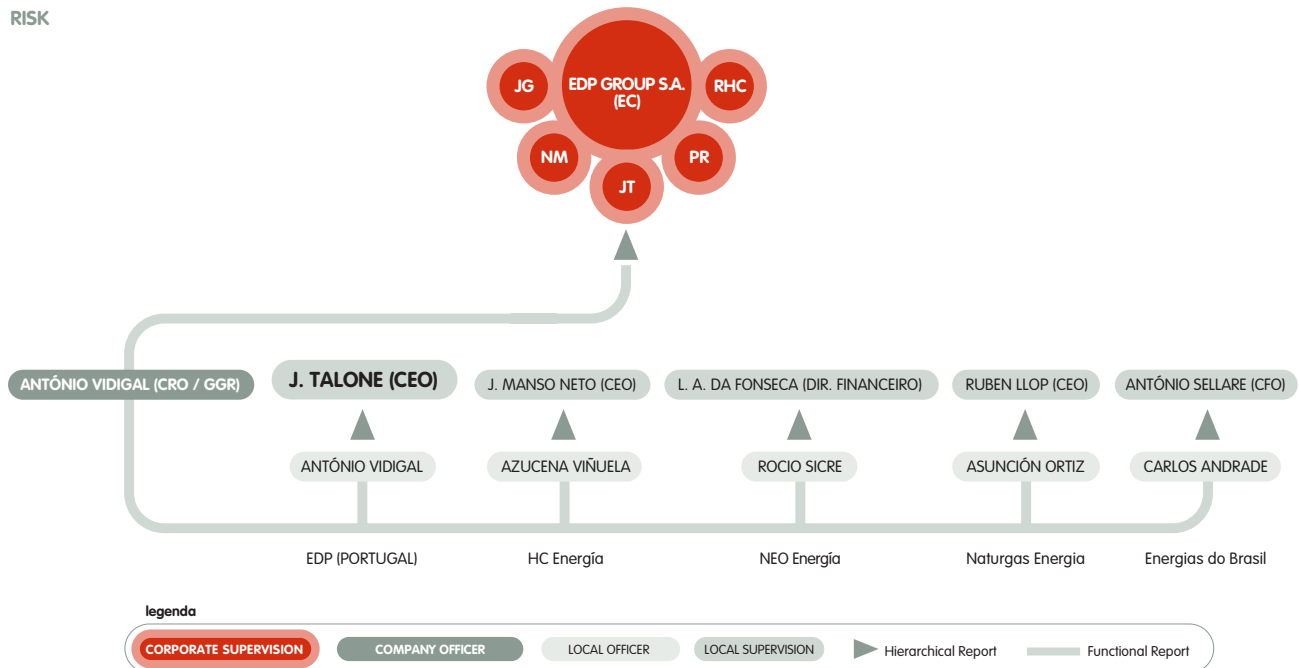 RISK
EDP GROUP S.A.
(EC)
JG
RHC
NM
PR
JT
ANTÓNIO VIDIGAL (CRO / GGR)
J. TALONE (CEO)
J. MANSO NETO (CEO)
L. A. DA FONSECA (DIR. FINANCEIRO)
RUBEN LLOP (CEO)
ANTÓNIO SELLARE (CFO)
ANTÓNIO VIDIGAL
AZUCENA VIÑUELA
ROCIO SICRE
ASUNCIÓN ORTIZ
CARLOS ANDRADE
EDP (PORTUGAL)
HC Energía
NEO Energía
Naturgas Energia
Energias do Brasil
legenda
CORPORATE SUPERVISION
COMPANY OFFICER
LOCAL OFFICER
LOCAL SUPERVISION
Hierarchical Report
Functional Report